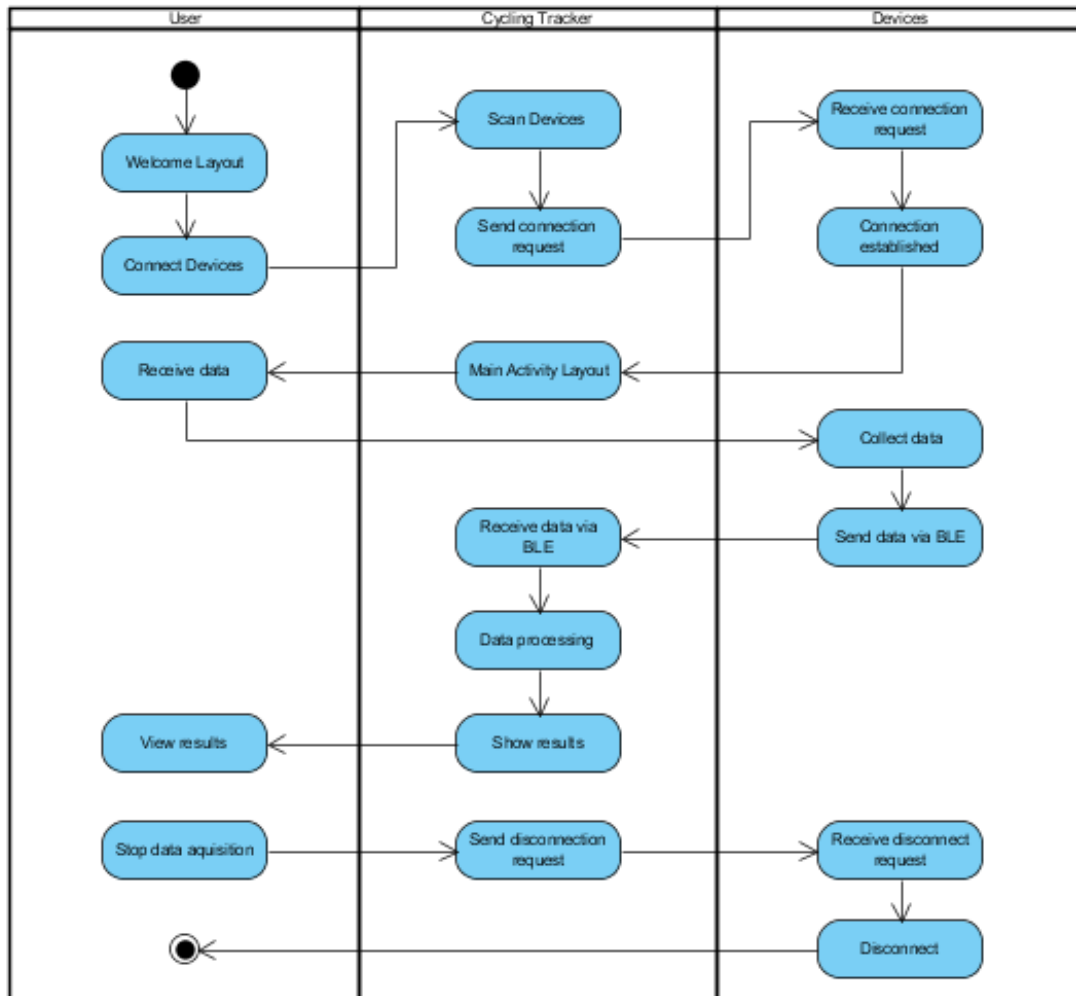 User
Cycling Tracker
Devices
Welcome Layout
Connect Devices
Scan Devices
Send connection
request
Receive connection
request
Connection
established
Receive data
Main Activity Layout
Collect data
Receive data via
BLE
Send data via BLE
Data processing
View results
Show results
Stop data aquisition
Send disconnection
request
Receive disconnect
request
Disconnect